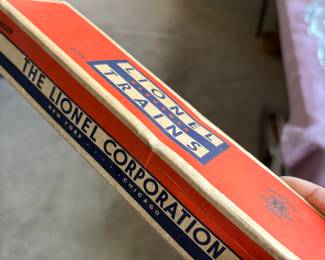 LIONEL
TRAINS
THE LIONEL CORPORATION
NEW YORK . . . . . CHICAGO